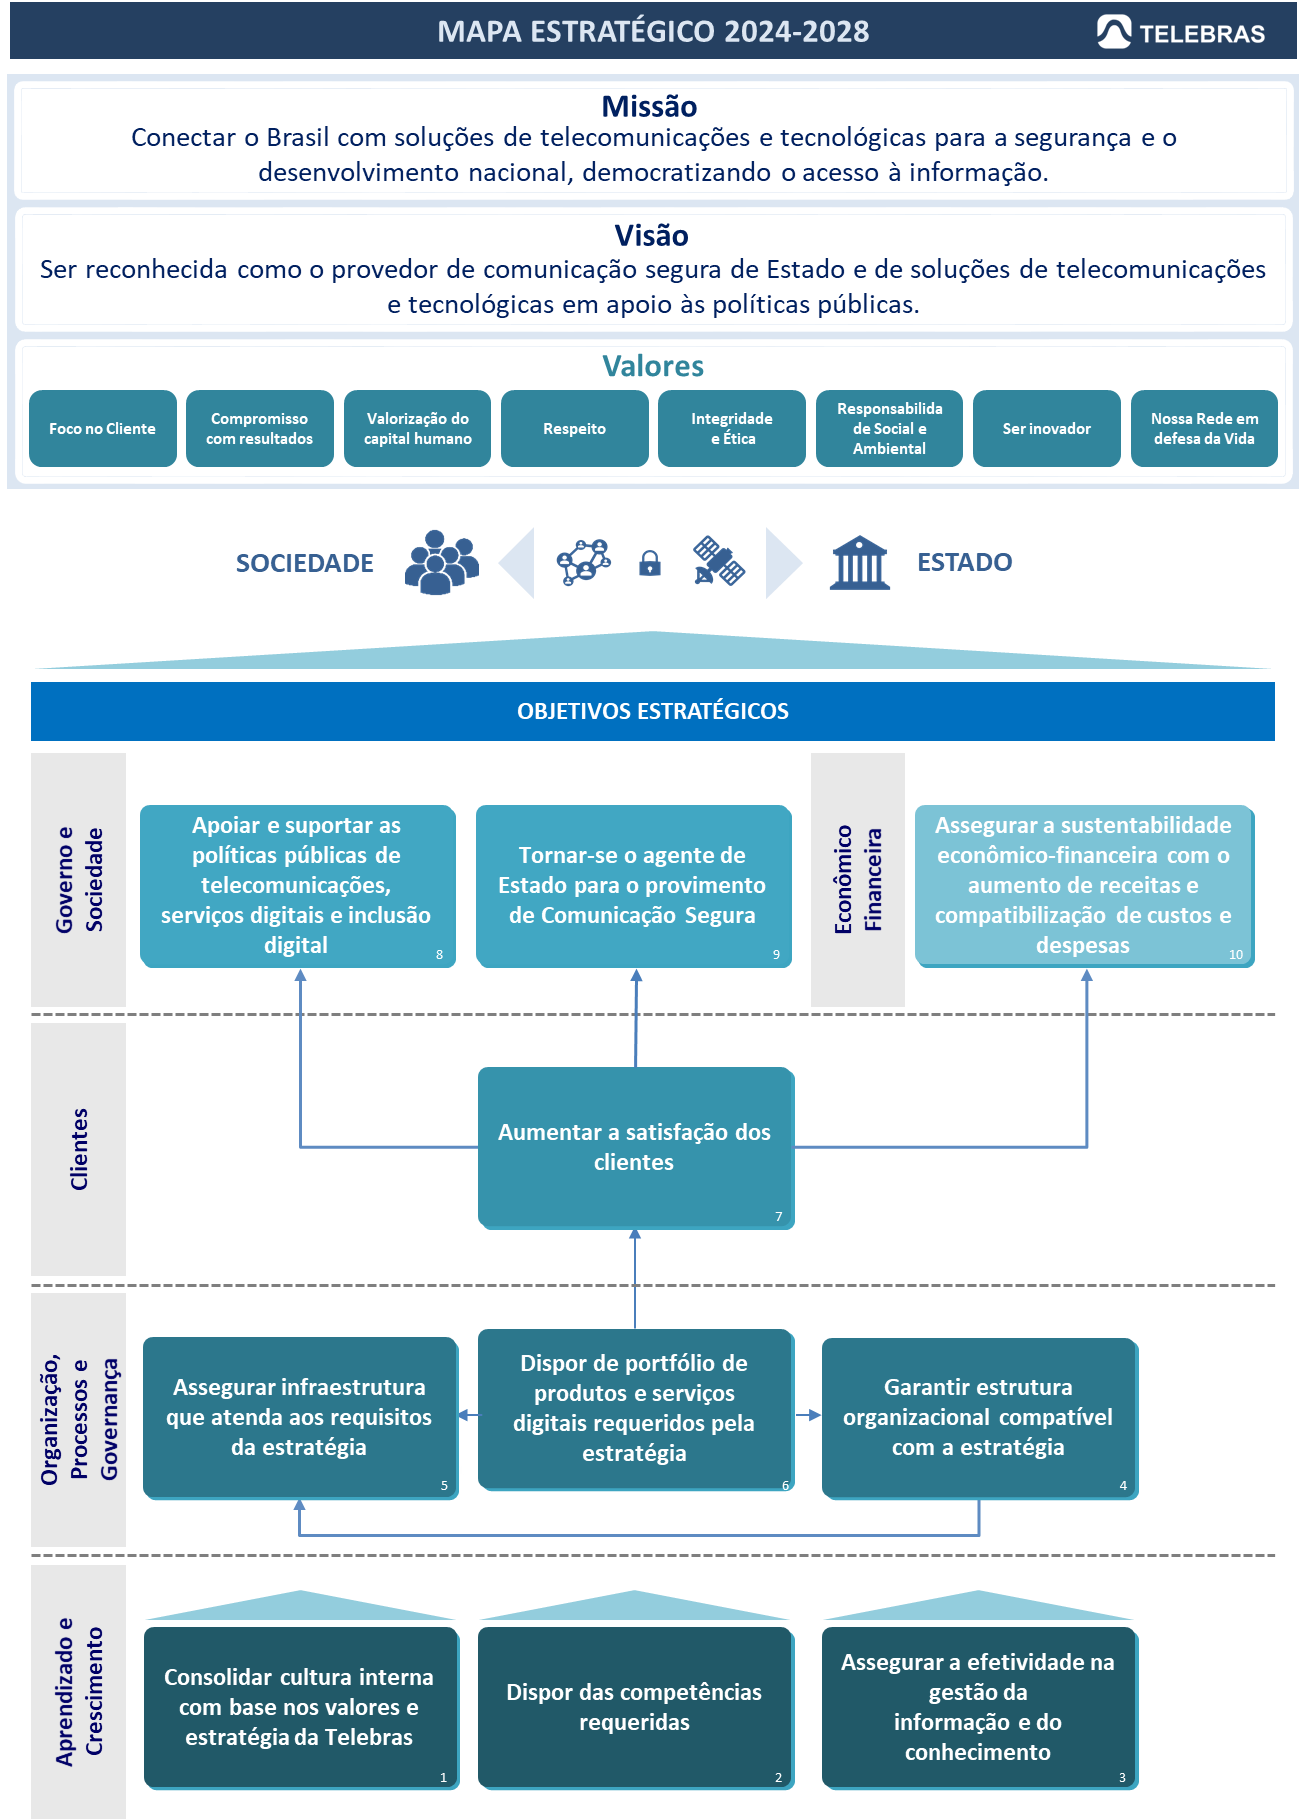 MAPA ESTRATÉGICO 2024-2028
TELEBRAS
Missão
Conectar o Brasil com soluções de telecomunicações e tecnológicas para a segurança e o
desenvolvimento nacional, democratizando o acesso à informação.
Visão
Ser reconhecida como o provedor de comunicação segura de Estado e de soluções de telecomunicações
e tecnológicas em apoio às políticas públicas.
Valores
Foco no Cliente
Compromisso
com resultados
Valorização do
capital humano
Respeito
Integridade
e Ética
Responsabilida
de Social e
Ambiental
Ser inovador
Nossa Rede em
defesa da Vida
SOCIEDADE
ESTADO
OBJETIVOS ESTRATÉGICOS
Governo e
Sociedade
Apoiar e suportar as
políticas públicas de
telecomunicações,
serviços digitais e inclusão
digital
8
Tornar-se o agente de
Estado para o provimento
de Comunicação Segura
9
Econômico
Financeira
Assegurar a sustentabilidade
econômico-financeira com o
aumento de receitas e
compatibilização de custos e
despesas
10
Clientes
Aumentar a satisfação dos
clientes
7
Organização,
Processos e
Governança
Assegurar infraestrutura
que atenda aos requisitos
da estratégia
5
Dispor de portfólio de
produtos e serviços
digitais requeridos pela
estratégia
6
Garantir estrutura
organizacional compatível
com a estratégia
4
Aprendizado e
Crescimento
Consolidar cultura interna
com base nos valores e
estratégia da Telebras
1
Dispor das competências
requeridas
2
Assegurar a efetividade na
gestão da
informação e do
conhecimento
3